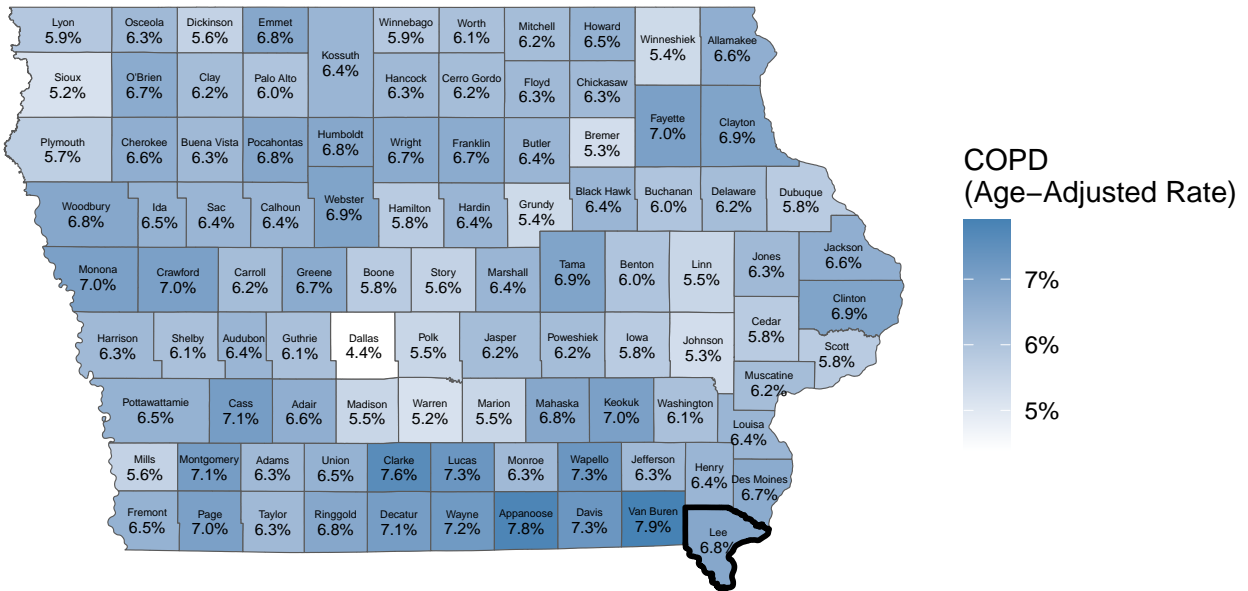 Lyon
5.9%
Osceola
6.3%
Dickinson
5.6%
Emmet
6.8%
Kossuth
6.4%
Winnebago
5.9%
Worth
6.1%
Mitchell
6.2%
Howard
6.5%
Winneshiek
5.4%
Allamakee
6.6%
Sioux
5.2%
O'Brien
6.7%
Clay
6.2%
Palo Alto
6.0%
Hancock
6.3%
Cerro Gordo
6.2%
Floyd
6.3%
Chickasaw
6.3%
Fayette
7.0%
Clayton
6.9%
Plymouth
5.7%
Cherokee
6.6%
Buena Vista
6.3%
Pocahontas
6.8%
Humboldt
6.8%
Wright
6.7%
Franklin
6.7%
Butler
6.4%
Bremer
5.3%
Woodbury
6.8%
Ida
6.5%
Sac
6.4%
Calhoun
6.4%
Webster
6.9%
Hamilton
5.8%
Hardin
6.4%
Grundy
5.4%
Black Hawk
6.4%
Buchanan
6.0%
Delaware
6.2%
Dubuque
5.8%
Monona
7.0%
Crawford
7.0%
Carroll
6.2%
Greene
6.7%
Boone
5.8%
Story
5.6%
Marshall
6.4%
Tama
6.9%
Benton
6.0%
Linn
5.5%
Jones
6.3%
Jackson
6.6%
Clinton
6.9%
Harrison
6.3%
Shelby
6.1%
Audubon
6.4%
Guthrie
6.1%
Dallas
4.4%
Polk
5.5%
Jasper
6.2%
Poweshiek
6.2%
Iowa
5.8%
Johnson
5.3%
Cedar
5.8%
Scott
5.8%
Muscatine
6.2%
Pottawattamie
6.5%
Cass
7.1%
Adair
6.6%
Madison
5.5%
Warren
5.2%
Marion
5.5%
Mahaska
6.8%
Keokuk
7.0%
Washington
6.1%
Louisa
6.4%
Mills
5.6%
Montgomery
7.1%
Adams
6.3%
Union
6.5%
Clarke
7.6%
Lucas
7.3%
Monroe
6.3%
Wapello
7.3%
Jefferson
6.3%
Henry
6.4%
Des Moines
6.7%
Fremont
6.5%
Page
7.0%
Taylor
6.3%
Ringgold
6.8%
Decatur
7.1%
Wayne
7.2%
Appanoose
7.8%
Davis
7.3%
Van Buren
7.9%
Lee
6.8%
COPD
(Age−Adjusted Rate)
7%
6%
5%